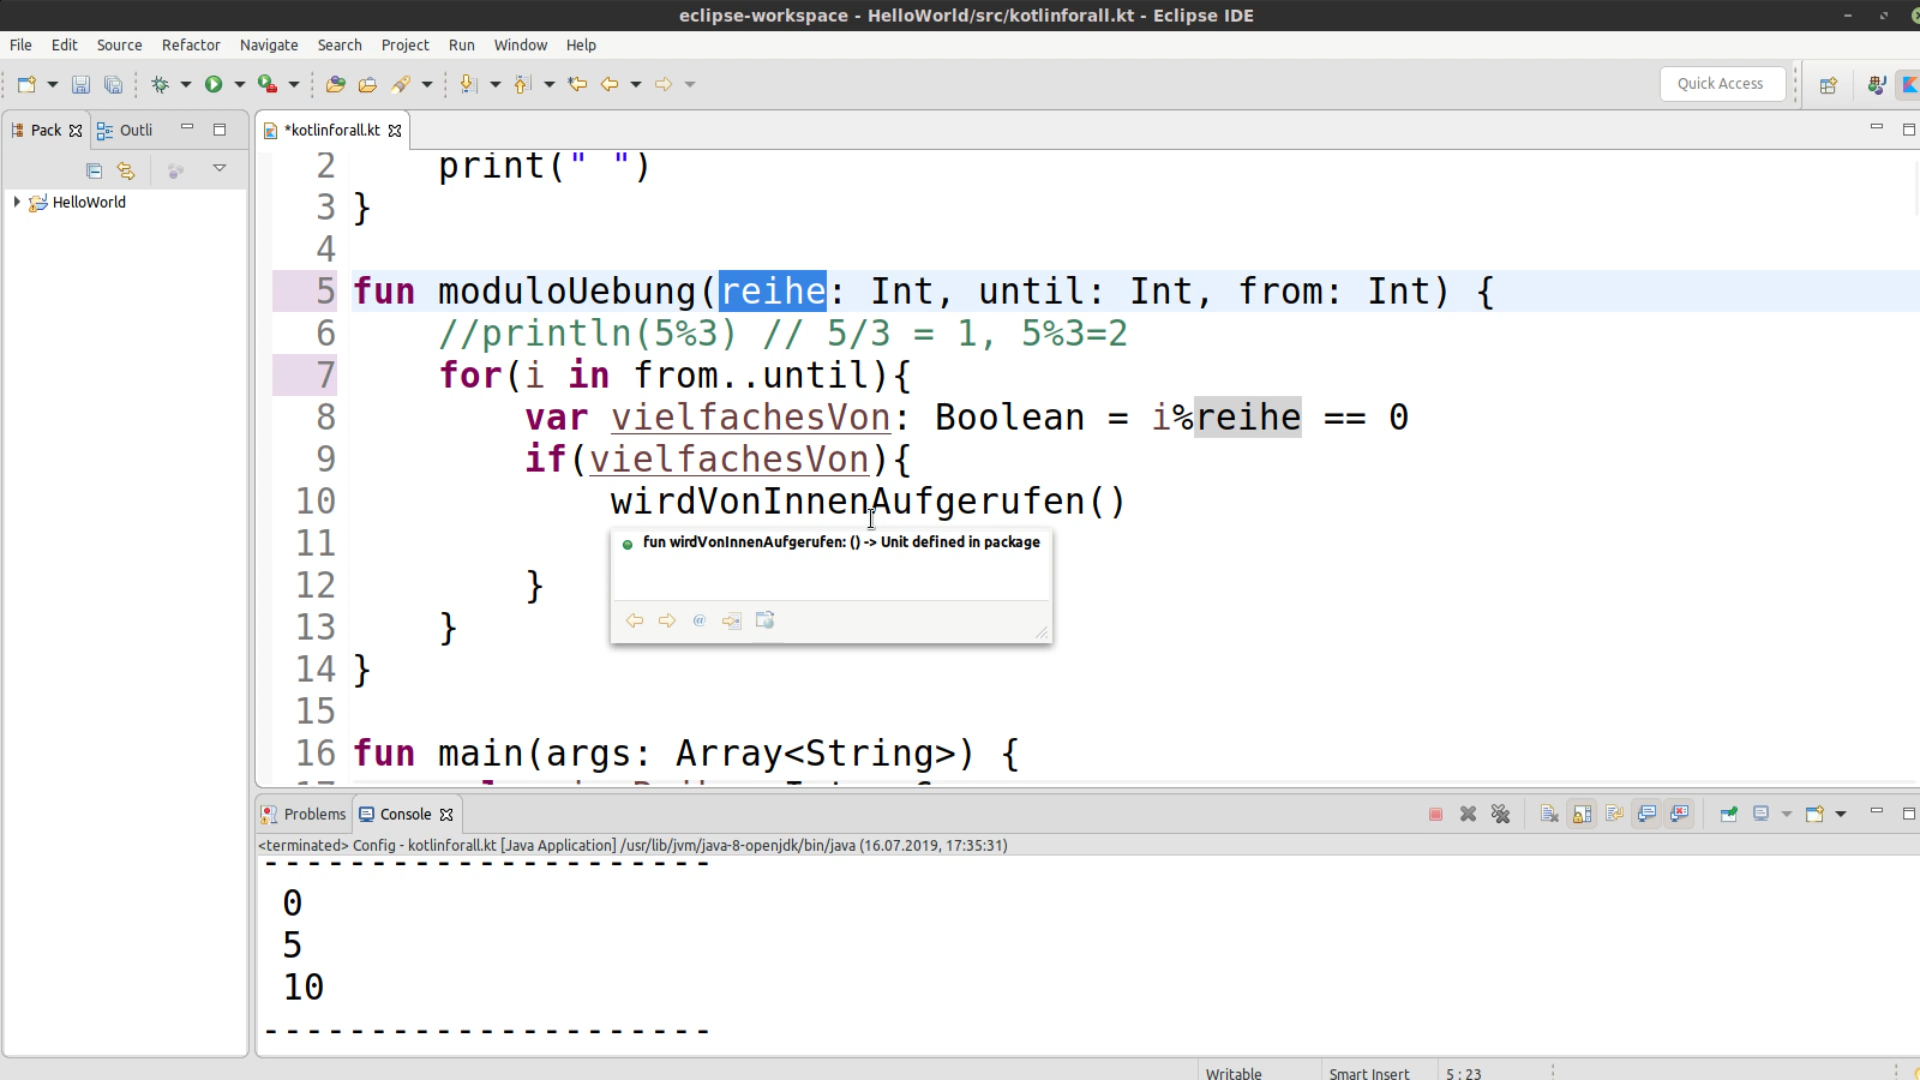 eclipse-workspace - HelloWorld/src/kotlinforall.kt - Eclipse IDE
File Edit Source Refactor Navigate Search Project Run Window Help
Quick Access
Pack Outli
HelloWorld
*kotlinforall.kt
2 print(" ")
3 }
4
5 fun moduloUebung(reihe: Int, until: Int, from: Int) {
6 //println(5%3) // 5/3 = 1, 5%3=2
7 for(i in from..until){
8 var vielfachesVon: Boolean = i%reihe == 0
9 if(vielfachesVon){
10 wirdVonInnenAufgerufen()
11
fun wirdVonInnenAufgerufen: () -> Unit defined in package
12 }
13 }
14 }
15
16 fun main(args: Array<String>) {
Problems Console
<terminated> Config - kotlinforall.kt [Java Application] /usr/lib/jvm/java-8-openjdk/bin/java (16.07.2019, 17:35:31)
---------------------
0
5
10
---------------------
Writable Smart Insert 5 : 23